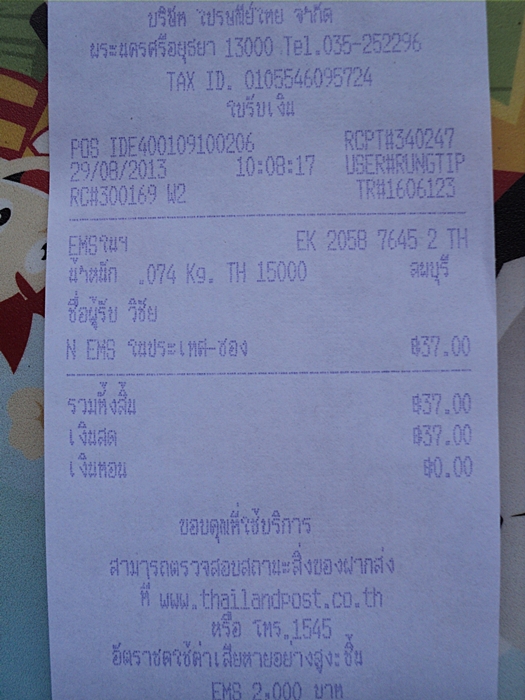 บริษัท ไปรษณีย์ไทย จำกัด
พระนครศรีอยุธยา 13000 Tel.035-252296
TAX ID. 0105546095724
ใบรับเงิน
POS IDE400109100206 RCPT#340247
29/08/2013 10:08:17 USER#RUNGTIP
RC#300169 W2 TR#1606123
EMSในฯ EK 2058 7645 2 TH
น้ำหนัก .074 Kg. TH 15000 ลพบุรี
ชื่อผู้รับ วิชัย
N EMS ในประเทศ-ซอง ฿37.00
รวมทั้งสิ้น ฿37.00
เงินสด ฿37.00
เงินทอน ฿0.00
ขอบคุณที่ใช้บริการ
สามารถตรวจสอบสถานะสิ่งของฝากส่ง
ที่ www.thailandpost.co.th
หรือ โทร.1545
อัตราชดใช้ค่าเสียหายอย่างสูง:ชิ้น
EMS 2,000 บาท